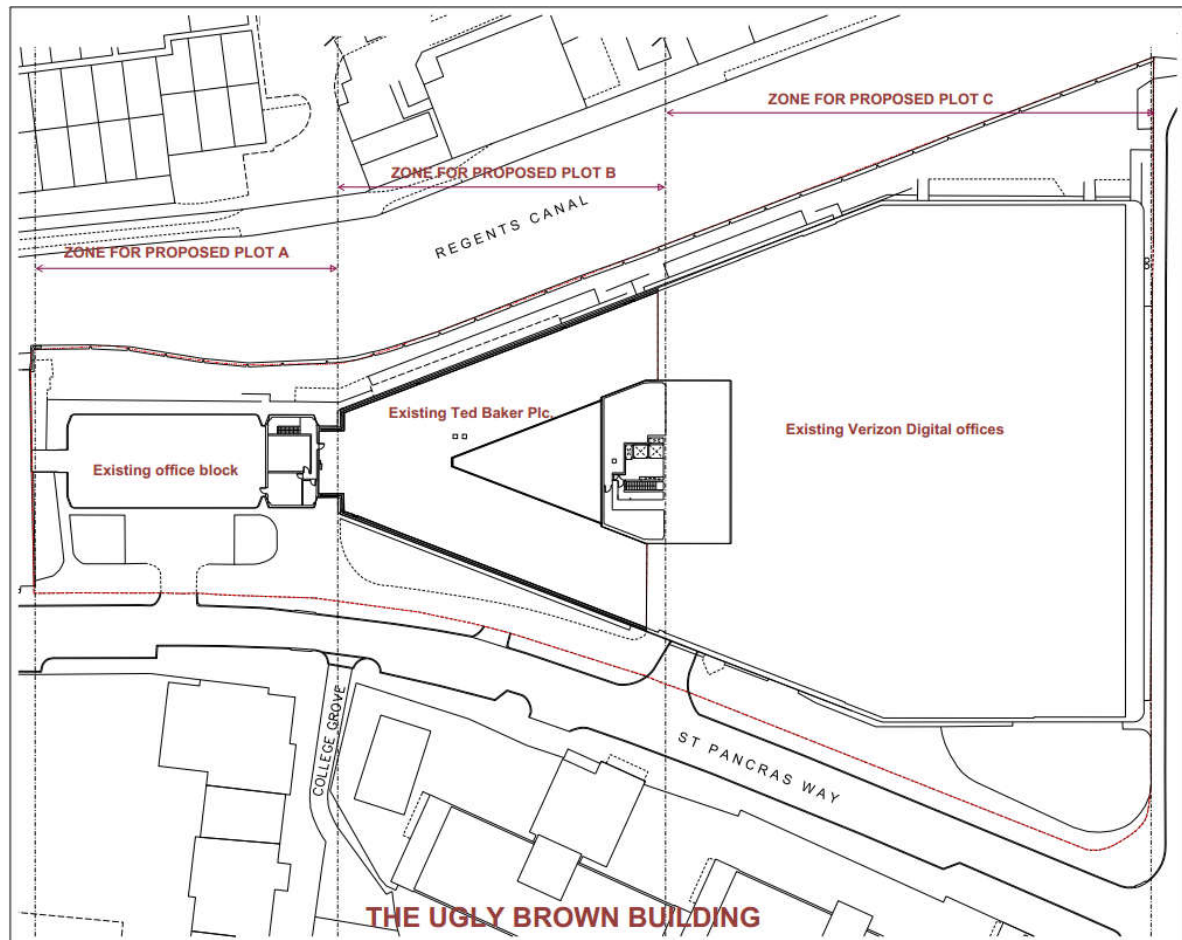 ZONE FOR PROPOSED PLOT C
ZONE FOR PROPOSED PLOT B
REGENTS CANAL
ZONE FOR PROPOSED PLOT A
Existing Ted Baker Plc.
Existing Verizon Digital offices
Existing office block
COLLEGE GROVE
ST PANCRAS WAY
THE UGLY BROWN BUILDING